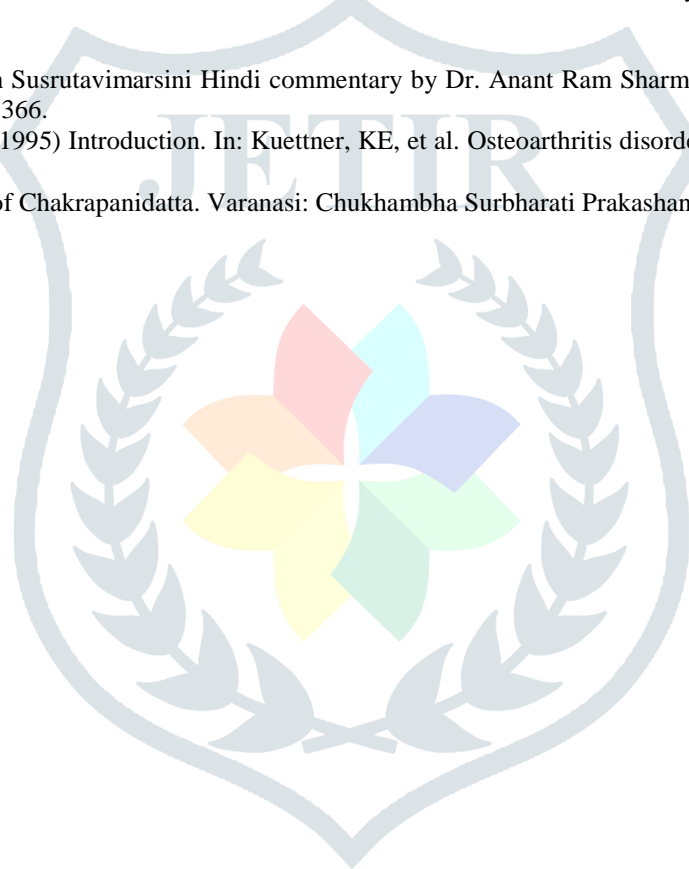 Susrutavimarsini Hindi commentary by Dr. Anant Ram Sharm
366.
1995) Introduction. In: Kuettner, KE, et al. Osteoarthritis disord
JETIR
of Chakrapanidatta. Varanasi: Chukhambha Surbharati Prakashan